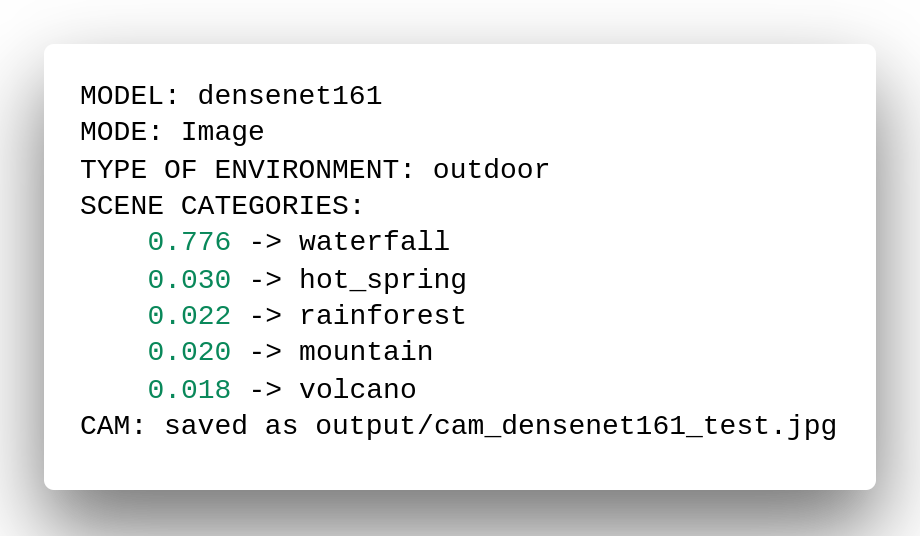 MODEL: densenet161
MODE: Image
TYPE OF ENVIRONMENT: outdoor
SCENE CATEGORIES:
    0.776 -> waterfall
    0.030 -> hot_spring
    0.022 -> rainforest
    0.020 -> mountain
    0.018 -> volcano
CAM: saved as output/cam_densenet161_test.jpg